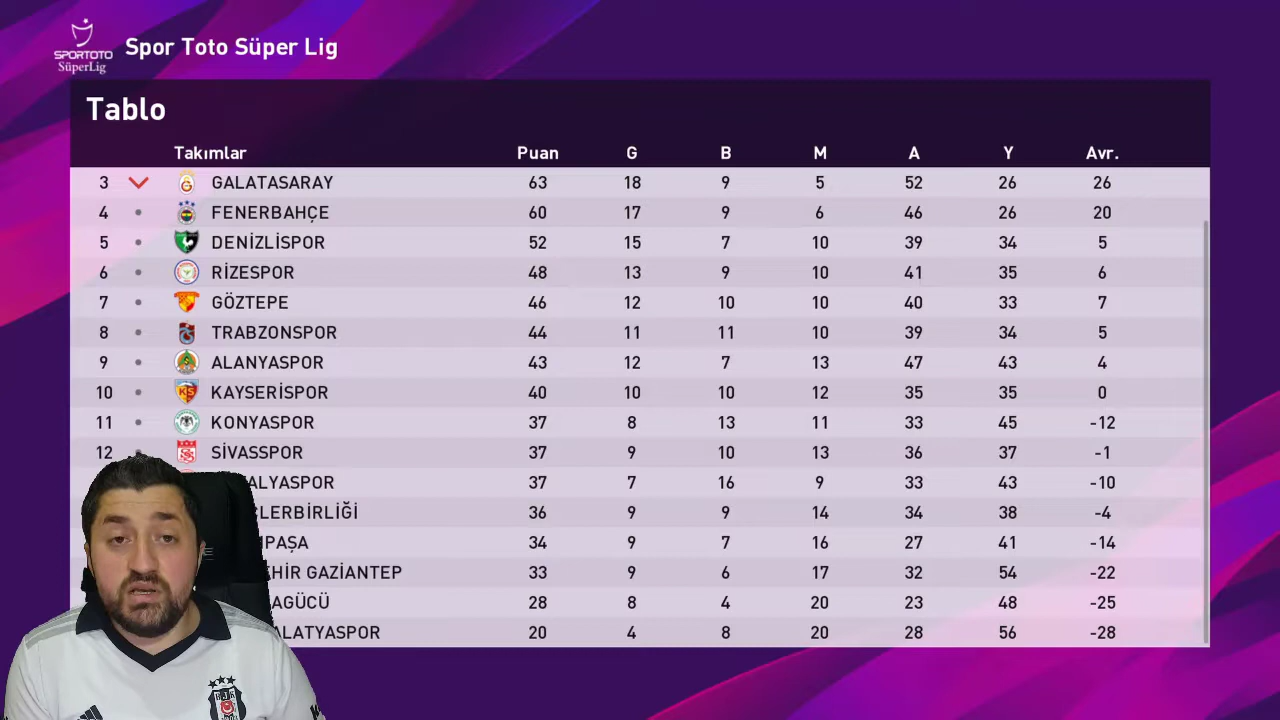 SPORTOTO
SüperLig
Spor Toto Süper Lig
Tablo
Takımlar Puan G B M A Y Avr.
3 GALATASARAY 63 18 9 5 52 26 26
4 FENERBAHÇE 60 17 9 6 46 26 20
5 DENİZLİSPOR 52 15 7 10 39 34 5
6 RİZESPOR 48 13 9 10 41 35 6
7 GÖZTEPE 46 12 10 10 40 33 7
8 TRABZONSPOR 44 11 11 10 39 34 5
9 ALANYASPOR 43 12 7 13 47 43 4
10 KAYSERİSPOR 40 10 10 12 35 35 0
11 KONYASPOR 37 8 13 11 33 45 -12
12 SİVASSPOR 37 9 10 13 36 37 -1
ALYASPOR 37 7 16 9 33 43 -10
LERBİRLİĞİ 36 9 9 14 34 38 -4
PAŞA 34 9 7 16 27 41 -14
HİR GAZİANTEP 33 9 6 17 32 54 -22
AGÜCÜ 28 8 4 20 23 48 -25
ALATYASPOR 20 4 8 20 28 56 -28
BJK